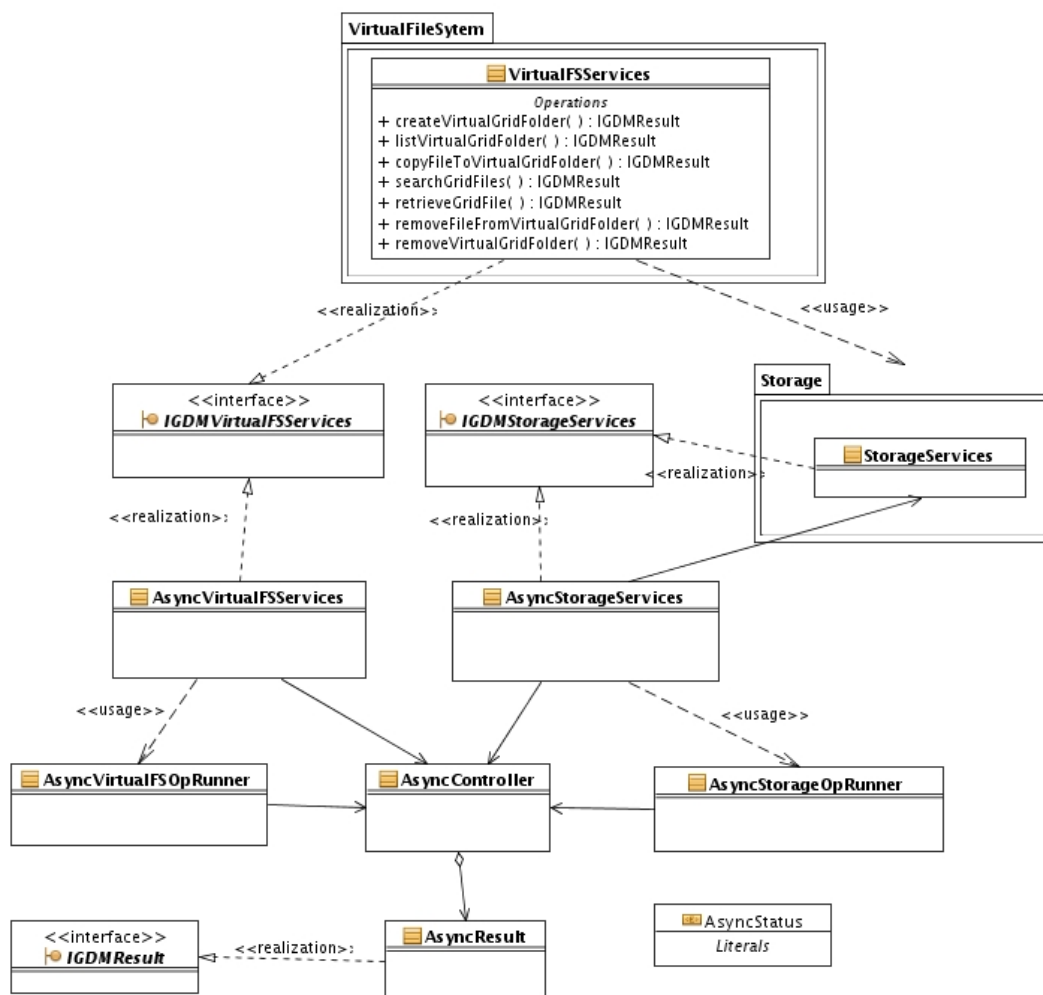 VirtualFileSytem
VirtualFSServices
Operations
+ createVirtualGridFolder( ) : IGDMResult
+ listVirtualGridFolder( ) : IGDMResult
+ copyFileToVirtualGridFolder( ) : IGDMResult
+ searchGridFiles( ) : IGDMResult
+ retrieveGridFile( ) : IGDMResult
+ removeFileFromVirtualGridFolder( ) : IGDMResult
+ removeVirtualGridFolder( ) : IGDMResult
<<realization>>
<<usage>>
Storage
<<interface>>
IGDMVirtualFSServices
<<interface>>
IGDMStorageServices
StorageServices
<<realization>>
<<realization>>
<<realization>>
AsyncVirtualFSServices
AsyncStorageServices
<<usage>>
<<usage>>
AsyncVirtualFSOpRunner
AsyncController
AsyncStorageOpRunner
<<interface>>
IGDMResult
<<realization>>
AsyncResult
AsyncStatus
Literals